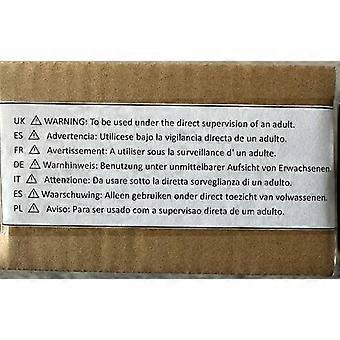 UK ⚠ WARNING: To be used under the direct supervision of an adult.
ES ⚠ Advertencia: Utilicese bajo la vigilancia directa de un adulto.
FR ⚠ Avertissement: A utiliser sous la surveillance d' un adulte.
DE ⚠ Warnhinweis: Benutzung unter unmittelbarer Aufsicht von Erwachsenen.
IT ⚠ Attenzione: Da usare sotto la diretta sorveglianza di un adulto.
ES ⚠ Waarschuwing: Alleen gebruiken onder direct toezicht van volwassenen.
PL ⚠ Aviso: Para ser usado com a supervisao direta de um adulto.